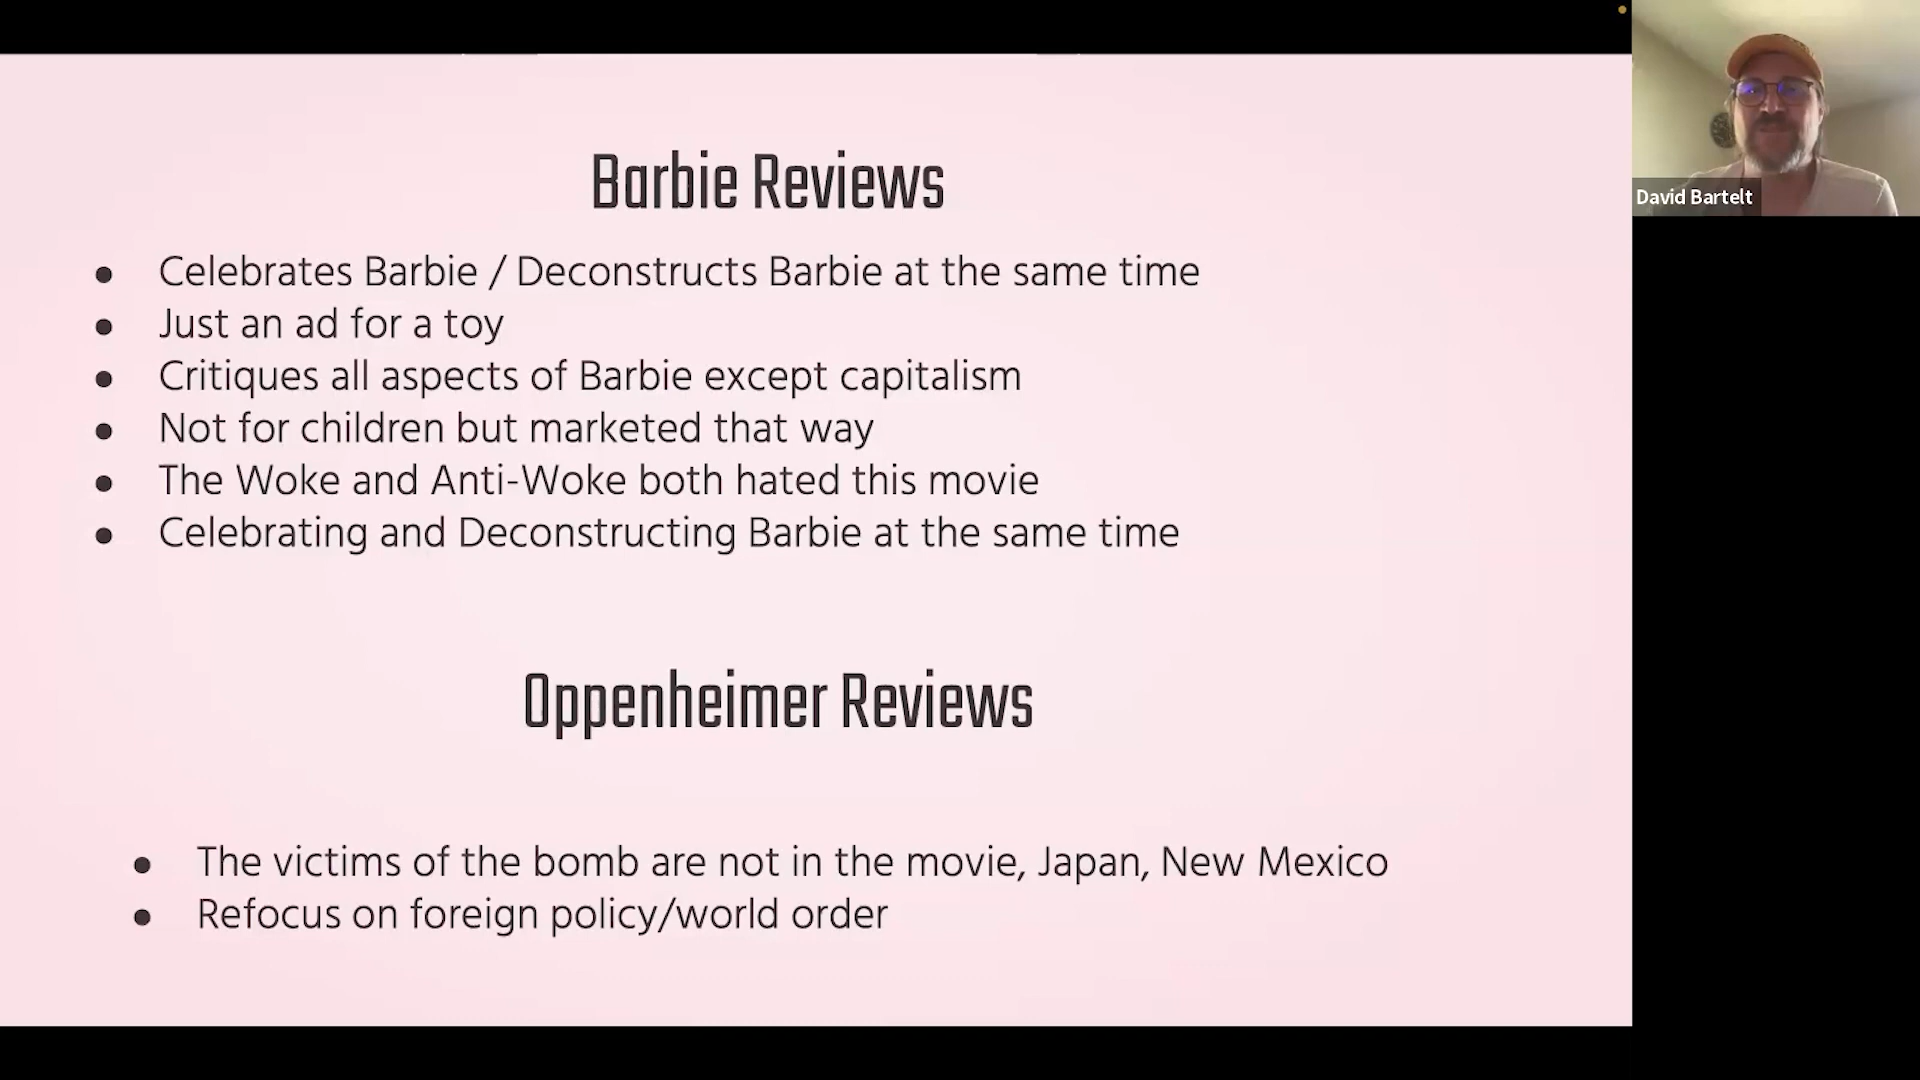 Barbie Reviews
● Celebrates Barbie / Deconstructs Barbie at the same time
● Just an ad for a toy
● Critiques all aspects of Barbie except capitalism
● Not for children but marketed that way
● The Woke and Anti-Woke both hated this movie
● Celebrating and Deconstructing Barbie at the same time
Oppenheimer Reviews
● The victims of the bomb are not in the movie, Japan, New Mexico
● Refocus on foreign policy/world order
David Bartelt